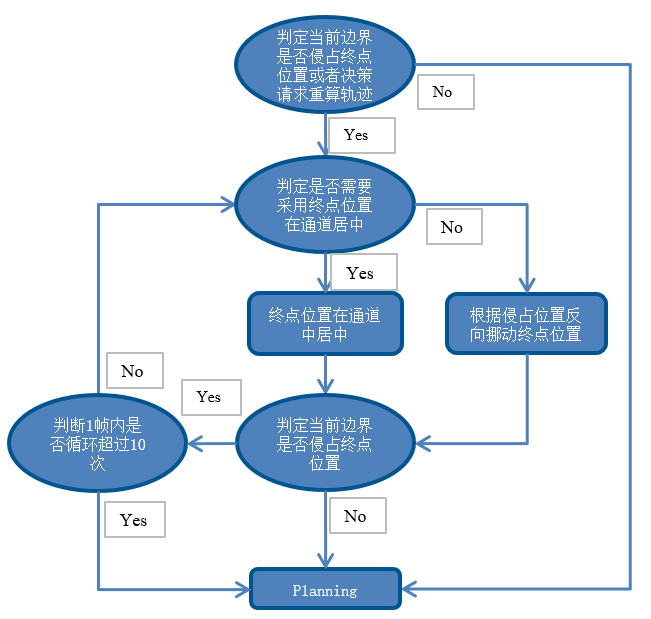 判定当前边界
是否侵占终点
位置或者决策
请求重算轨迹
No
Yes
判定是否需要
采用终点位置
在通道居中
No
Yes
终点位置在通道
中居中
根据侵占位置反
向挪动终点位置
No
Yes
判断1帧内是
否循环超过10
次
判定当前边界
是否侵占终点
位置
Yes
No
Planning